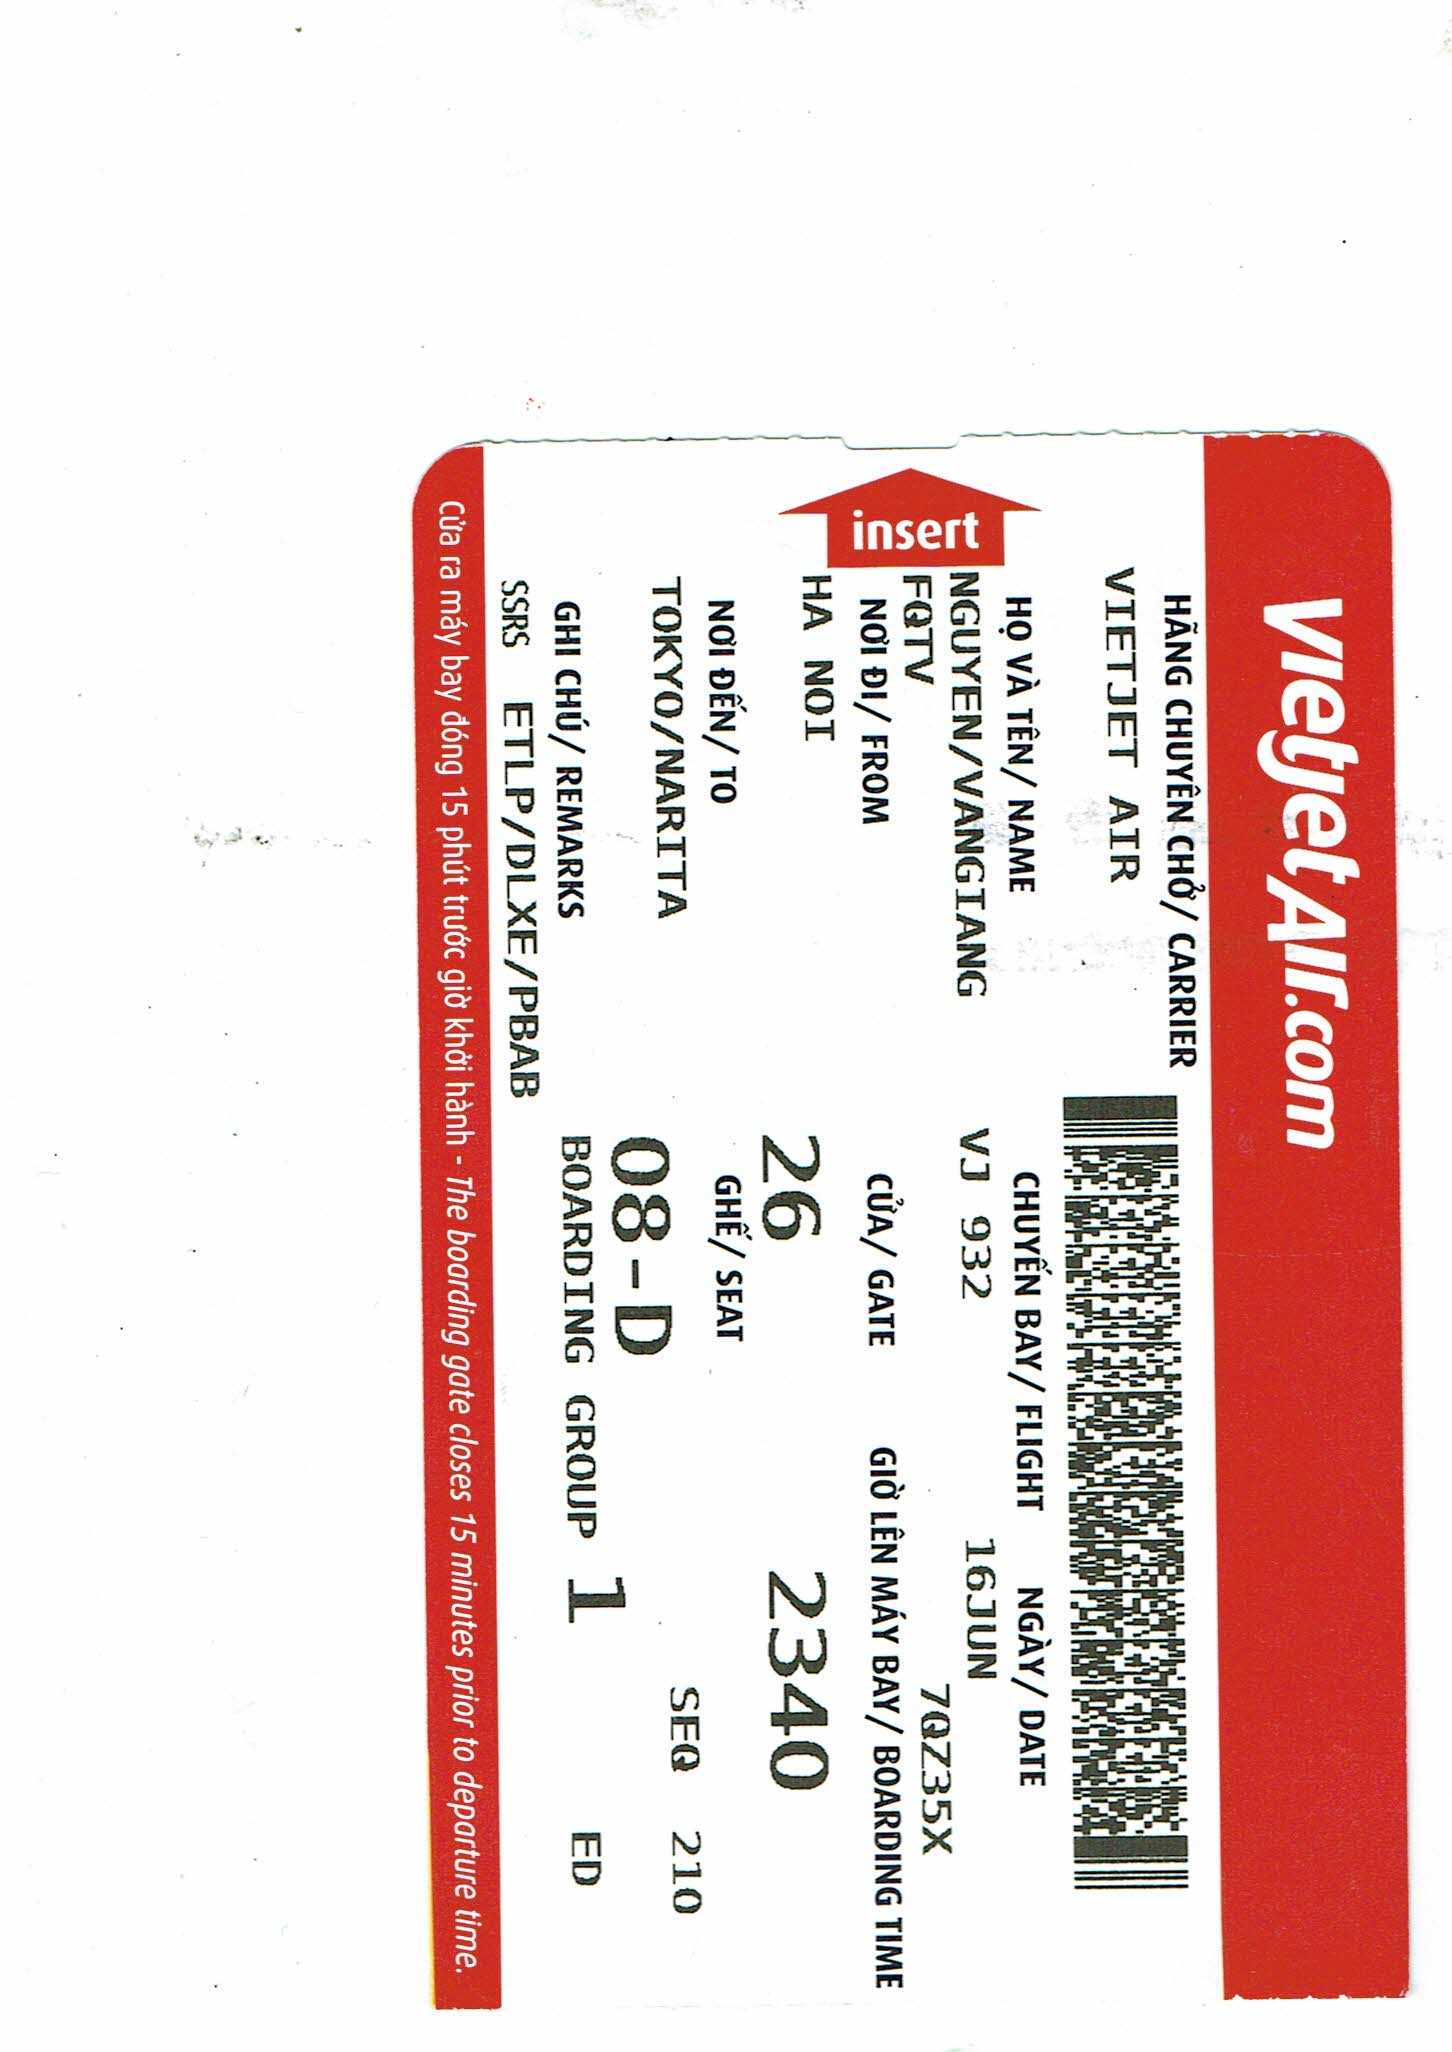 VietjetAir.com
HÃNG CHUYÊN CHỞ/ CARRIER
VIETJET AIR
HỌ VÀ TÊN/ NAME
CHUYẾN BAY/ FLIGHT
NGÀY/ DATE
NGUYEN/VANGIANG
VJ 932
16JUN
FQTV
7QZ35X
NƠI ĐI/ FROM
CỬA/ GATE
GIỜ LÊN MÁY BAY/ BOARDING TIME
insert
HA NOI
26
2340
NƠI ĐẾN/ TO
GHẾ/ SEAT
TOKYO/NARITA
08-D
SEQ 210
GHI CHÚ/ REMARKS
BOARDING GROUP 1
ED
SSRS ETLP/DLXE/PBAB
Cửa ra máy bay đóng 15 phút trước giờ khởi hành - The boarding gate closes 15 minutes prior to departure time.